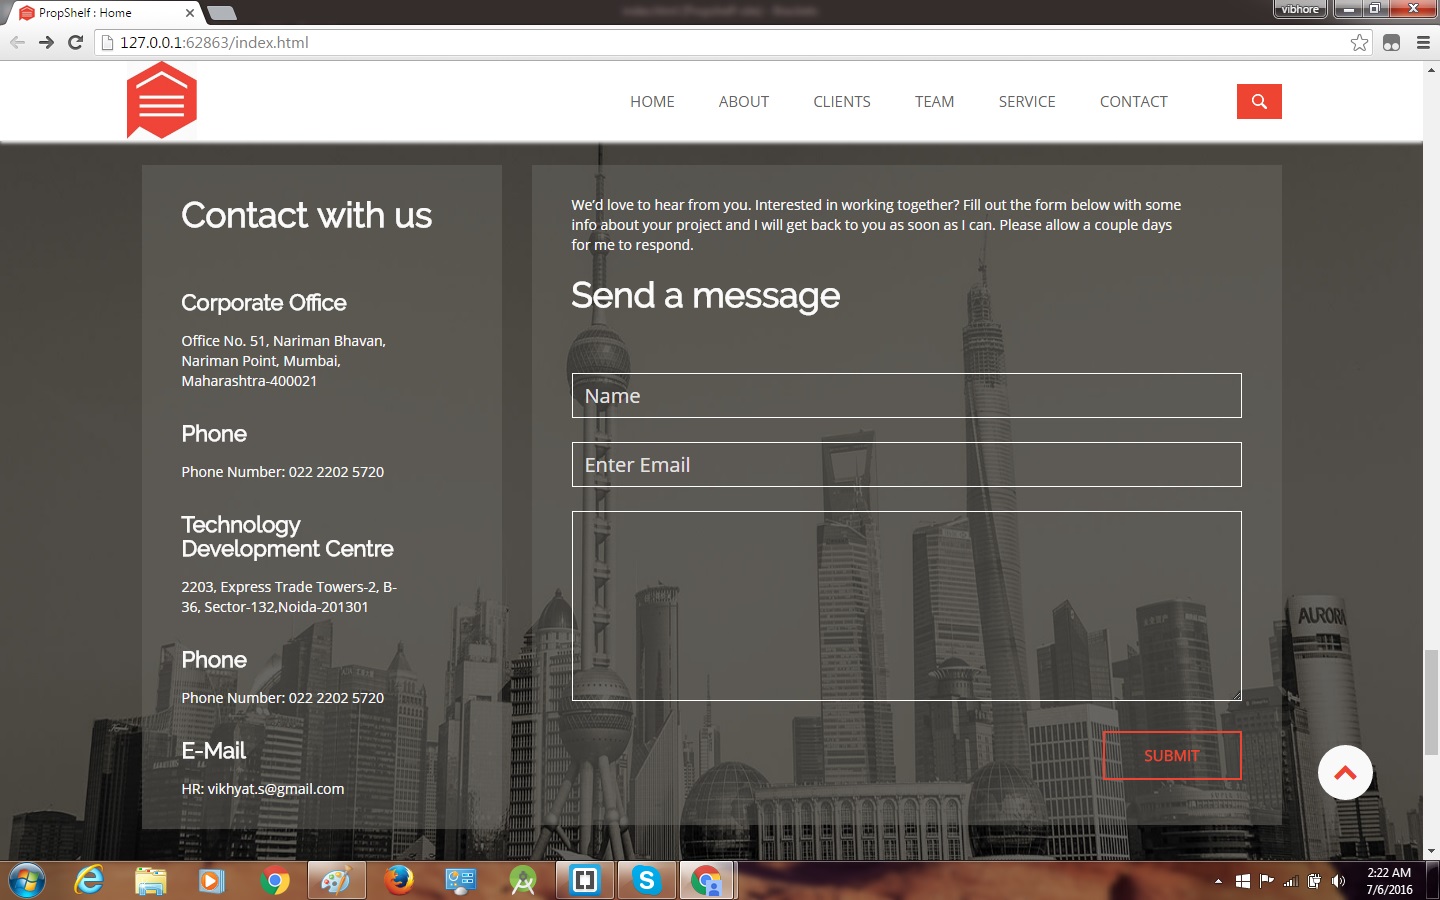 PropShelf : Home
vibhore
127.0.0.1:62863/index.html
HOME ABOUT CLIENTS TEAM SERVICE CONTACT
Contact with us
Corporate Office
Office No. 51, Nariman Bhavan,
Nariman Point, Mumbai,
Maharashtra-400021
Phone
Phone Number: 022 2202 5720
Technology
Development Centre
2203, Express Trade Towers-2, B-
36, Sector-132,Noida-201301
Phone
Phone Number: 022 2202 5720
E-Mail
HR: vikhyat.s@gmail.com
We’d love to hear from you. Interested in working together? Fill out the form below with some
info about your project and I will get back to you as soon as I can. Please allow a couple days
for me to respond.
Send a message
Name
Enter Email
SUBMIT
AURORA
2:22 AM
7/6/2016